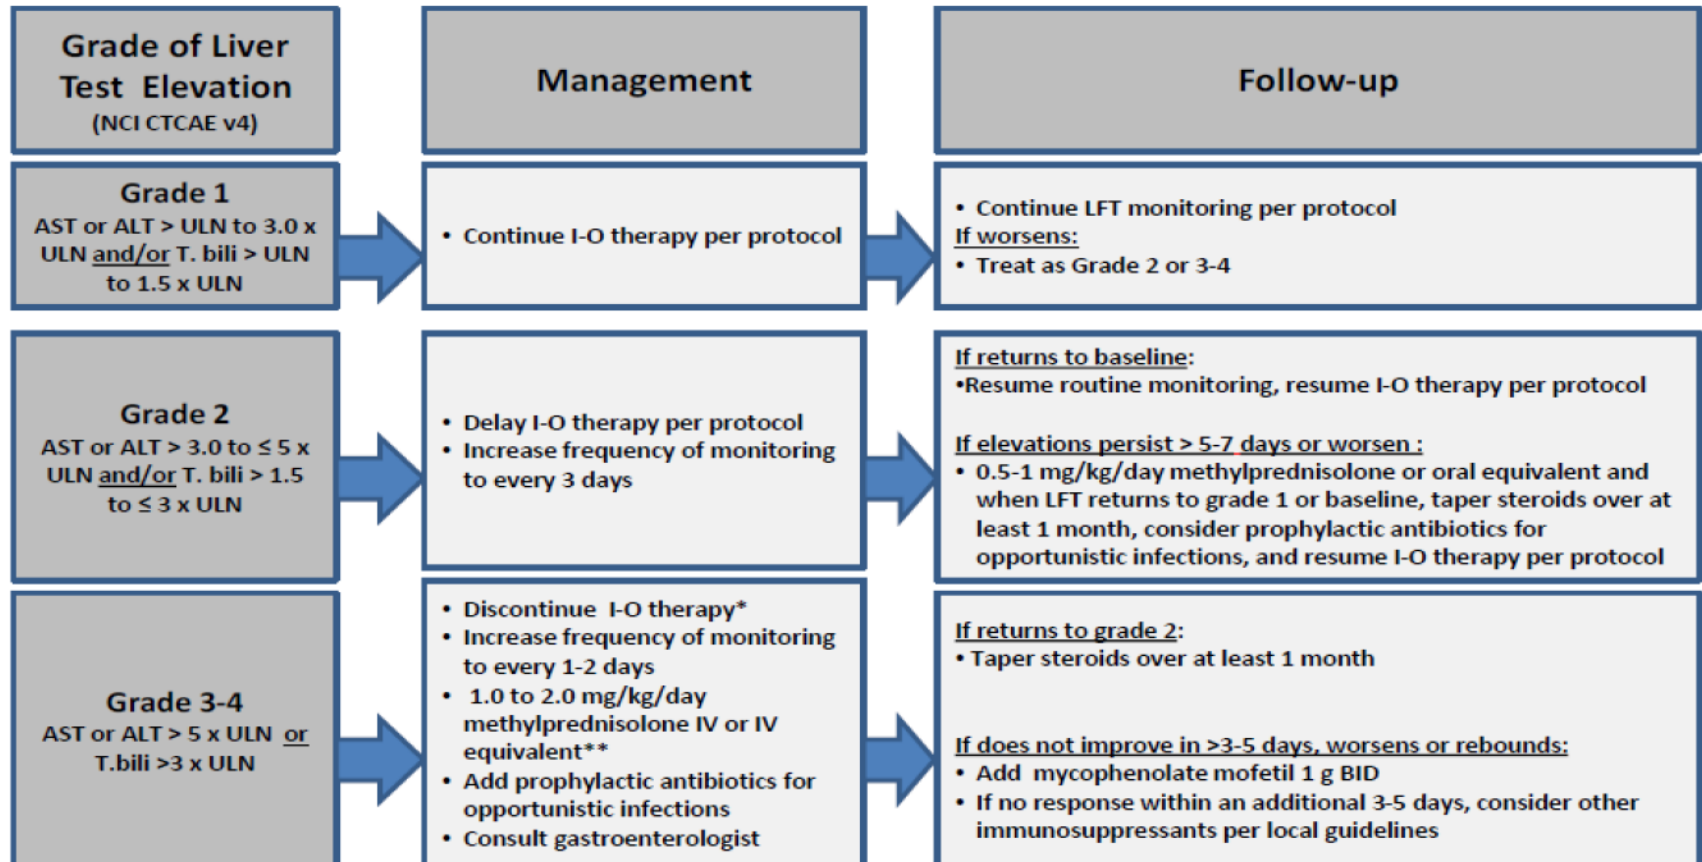 Grade of Liver
Test Elevation
(NCI CTCAE v4)
Management
Follow-up
Grade 1
AST or ALT > ULN to 3.0 x
ULN and/or T. bili > ULN
to 1.5 x ULN
• Continue I-O therapy per protocol
• Continue LFT monitoring per protocol
If worsens:
• Treat as Grade 2 or 3-4
Grade 2
AST or ALT > 3.0 to ≤ 5 x
ULN and/or T. bili > 1.5
to ≤ 3 x ULN
• Delay I-O therapy per protocol
• Increase frequency of monitoring
to every 3 days
If returns to baseline:
•Resume routine monitoring, resume I-O therapy per protocol
If elevations persist > 5-7 days or worsen :
• 0.5-1 mg/kg/day methylprednisolone or oral equivalent and
when LFT returns to grade 1 or baseline, taper steroids over at
least 1 month, consider prophylactic antibiotics for
opportunistic infections, and resume I-O therapy per protocol
Grade 3-4
AST or ALT > 5 x ULN or
T.bili >3 x ULN
• Discontinue I-O therapy*
• Increase frequency of monitoring
to every 1-2 days
• 1.0 to 2.0 mg/kg/day
methylprednisolone IV or IV
equivalent**
• Add prophylactic antibiotics for
opportunistic infections
• Consult gastroenterologist
If returns to grade 2:
• Taper steroids over at least 1 month
If does not improve in >3-5 days, worsens or rebounds:
• Add mycophenolate mofetil 1 g BID
• If no response within an additional 3-5 days, consider other
immunosuppressants per local guidelines